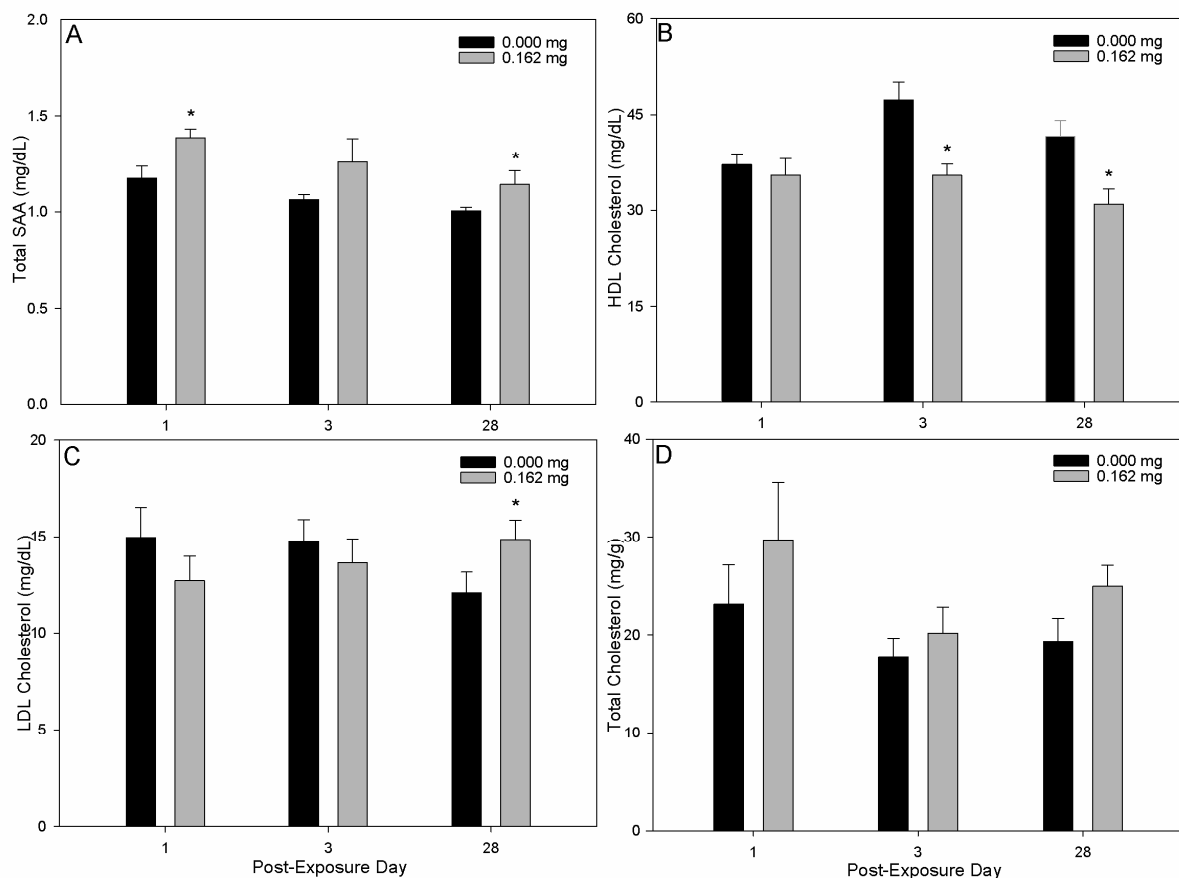 A
0.000 mg
0.162 mg
2.0
1.5
1.0
0.5
0.0
Total SAA (mg/dL)
*
*
1 3 28
B
0.000 mg
0.162 mg
60
45
30
15
0
HDL Cholesterol (mg/dL)
*
*
1 3 28
C
0.000 mg
0.162 mg
20
15
10
5
0
LDL Cholesterol (mg/dL)
*
1 3 28
Post-Exposure Day
D
0.000 mg
0.162 mg
40
30
20
10
0
Total Cholesterol (mg/g)
1 3 28
Post-Exposure Day